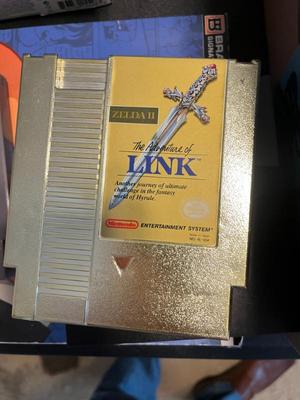 ZELDA II
The Adventure of
LINK™
Another journey of ultimate
challenge in the fantasy
world of Hyrule.
Nintendo ENTERTAINMENT SYSTEM